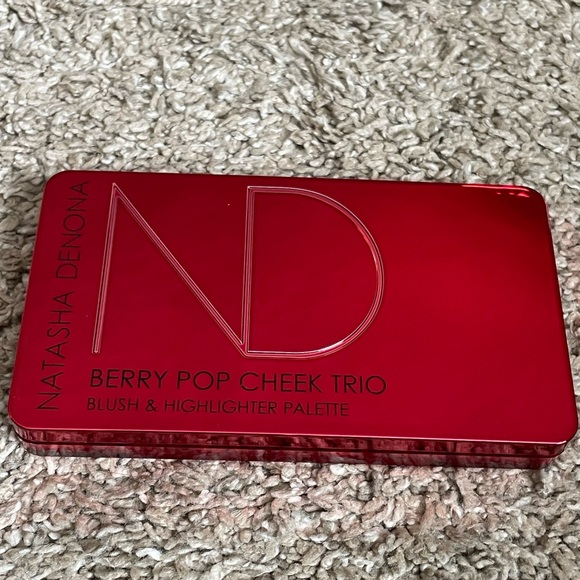 NATASHA DENONA
ND
BERRY POP CHEEK TRIO
BLUSH & HIGHLIGHTER PALETTE